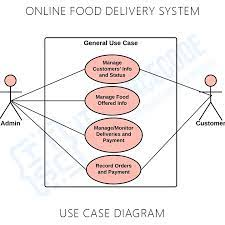 ONLINE FOOD DELIVERY SYSTEM
General Use Case
Manage
Customers' Info
and Status
Manage Food
Offered Info
Manage/Monitor
Deliveries and
Payment
Record Orders
and Payment
Admin
Customer
USE CASE DIAGRAM